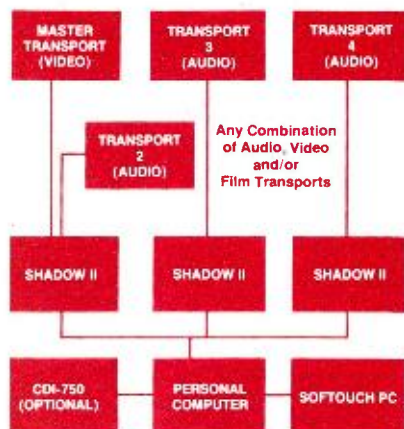 MASTER
TRANSPORT
(VIDEO)
TRANSPORT
3
(AUDIO)
TRANSPORT
4
(AUDIO)
TRANSPORT
2
(AUDIO)
Any Combination
of Audio, Video
and/or
Film Transports
SHADOW II
SHADOW II
SHADOW II
CDI-750
(OPTIONAL)
PERSONAL
COMPUTER
SOFTOUCH PC